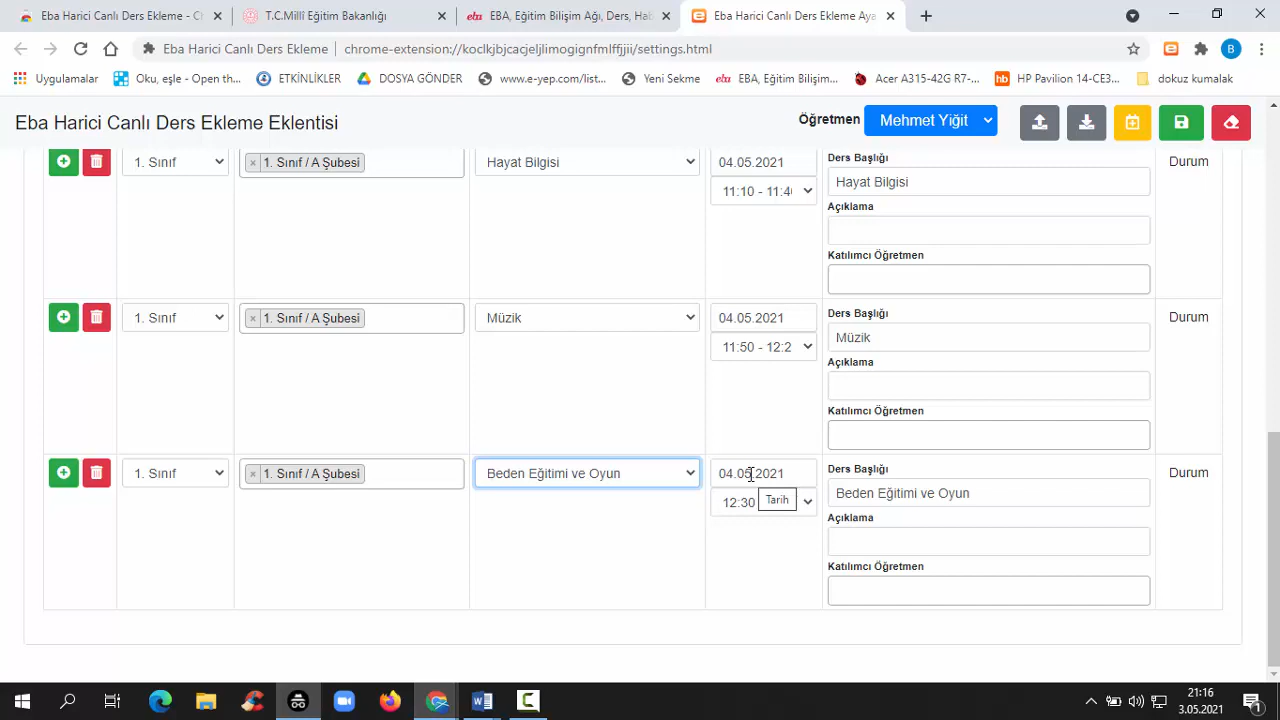 Eba Harici Canlı Ders Ekleme - C
T.C.Millî Eğitim Bakanlığı
EBA, Eğitim Bilişim Ağı, Ders, Hab
Eba Harici Canlı Ders Ekleme Aya
Eba Harici Canlı Ders Ekleme
chrome-extension://koclkjbjcacjeljlimogignfmlffjjii/settings.html
B
Uygulamalar
Oku, eşle - Open th...
ETKİNLİKLER
DOSYA GÖNDER
www.e-yep.com/list...
Yeni Sekme
EBA, Eğitim Bilişim...
Acer A315-42G R7-...
HP Pavilion 14-CE3...
dokuz kumalak
Eba Harici Canlı Ders Ekleme Eklentisi
Öğretmen
Mehmet Yiğit
1. Sınıf
× 1. Sınıf / A Şubesi
Hayat Bilgisi
04.05.2021
11:10 - 11:40
Ders Başlığı
Hayat Bilgisi
Açıklama
Katılımcı Öğretmen
Durum
1. Sınıf
× 1. Sınıf / A Şubesi
Müzik
04.05.2021
11:50 - 12:2
Ders Başlığı
Müzik
Açıklama
Katılımcı Öğretmen
Durum
1. Sınıf
× 1. Sınıf / A Şubesi
Beden Eğitimi ve Oyun
04.05.2021
12:30
Tarih
Ders Başlığı
Beden Eğitimi ve Oyun
Açıklama
Katılımcı Öğretmen
Durum
21:16
3.05.2021